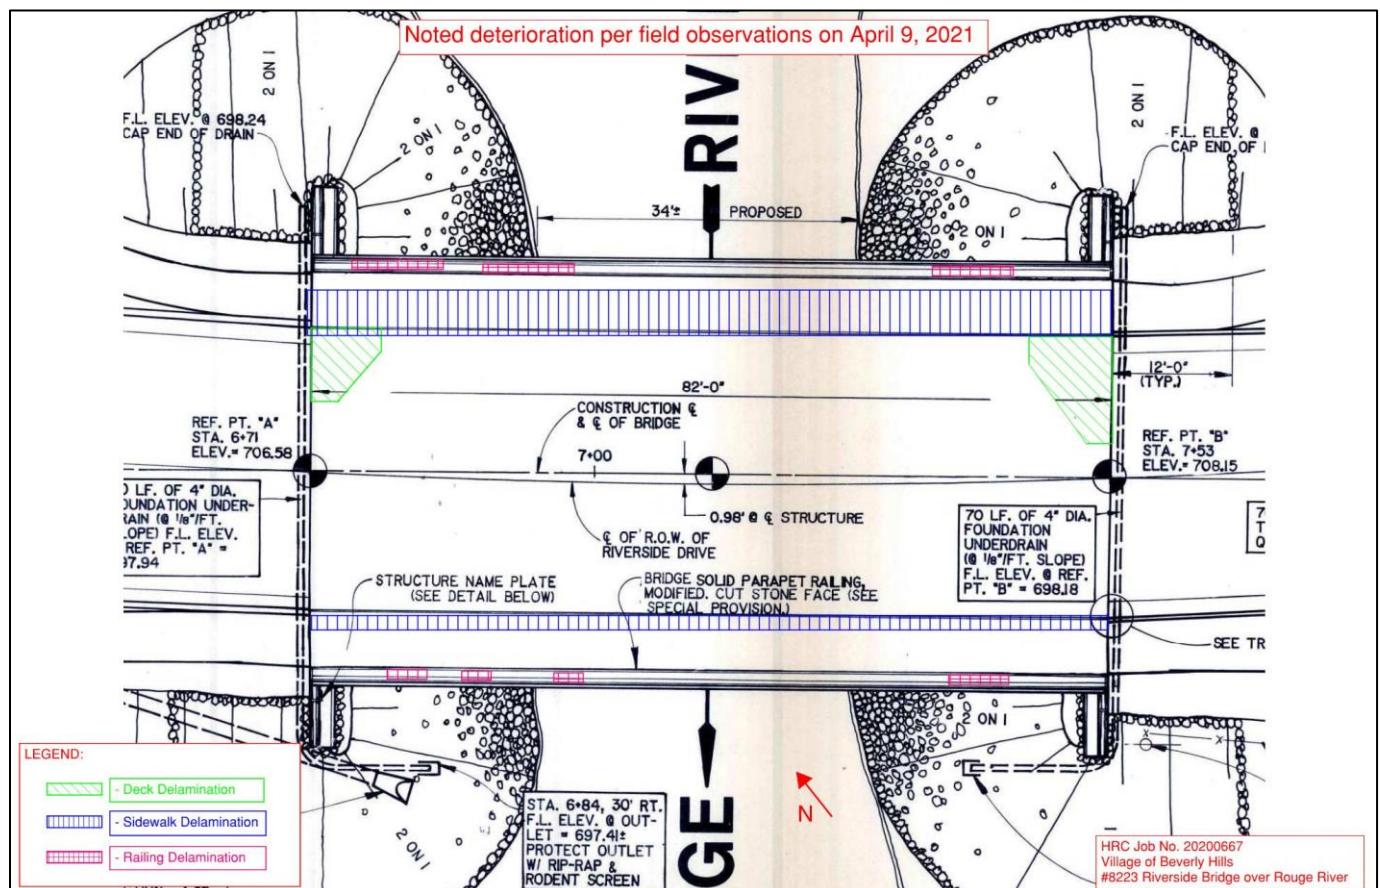 Noted deterioration per field observations on April 9, 2021
2 ON 1
F.L. ELEV. @ 698.24
CAP END OF DRAIN
2 ON 1
RIV
34'± PROPOSED
2 ON 1
2 ON 1
F.L. ELEV. @
CAP END OF
82'-0"
12'-0"
(TYP.)
REF. PT. "A"
STA. 6+71
ELEV.= 706.58
CONSTRUCTION ℄
& ℄ OF BRIDGE
7+00
REF. PT. "B"
STA. 7+53
ELEV.= 708.15
LF. OF 4" DIA.
OUNDATION UNDER-
RAIN (@ 1/8"/FT.
LOPE) F.L. ELEV.
REF. PT. "A" =
97.94
0.98' @ ℄ STRUCTURE
℄ OF R.O.W. OF
RIVERSIDE DRIVE
70 LF. OF 4" DIA.
FOUNDATION
UNDERDRAIN
(@ 1/8"/FT. SLOPE)
F.L. ELEV. @ REF.
PT. "B" = 698.18
7
T
Q
STRUCTURE NAME PLATE
(SEE DETAIL BELOW)
BRIDGE SOLID PARAPET RAILING,
MODIFIED. CUT STONE FACE (SEE
SPECIAL PROVISION.)
SEE TR
2 ON 1
LEGEND:
- Deck Delamination
- Sidewalk Delamination
- Railing Delamination
2 ON 1
STA. 6+84, 30' RT.
F.L. ELEV. @ OUT-
LET = 697.41±
PROTECT OUTLET
W/ RIP-RAP &
RODENT SCREEN
GE
N
HRC Job No. 20200667
Village of Beverly Hills
#8223 Riverside Bridge over Rouge River